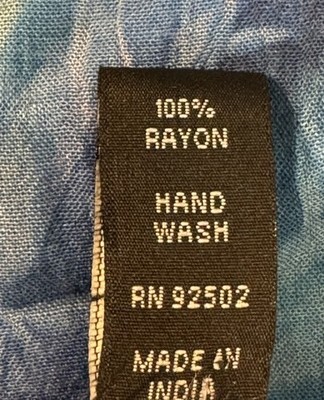 100%
RAYON
HAND
WASH
RN 92502
MADE IN
INDIA